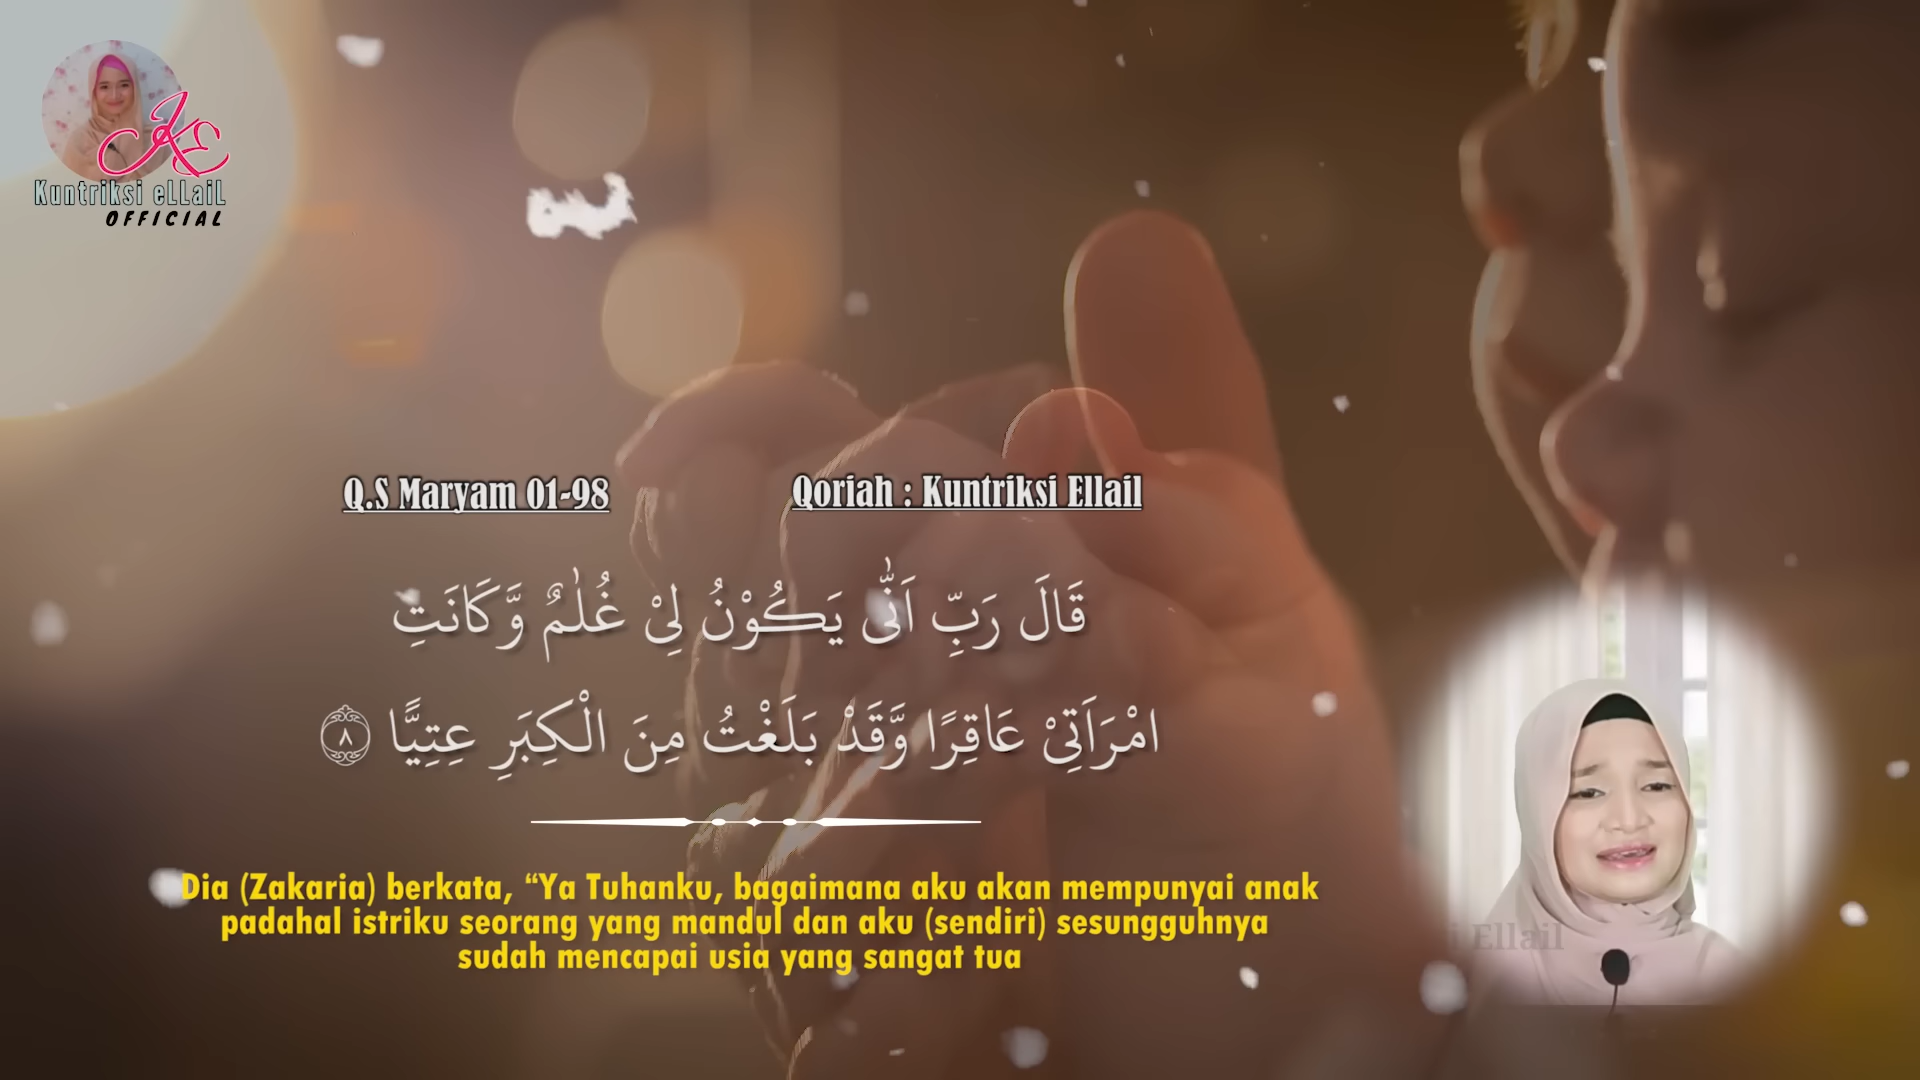 Kuntriksi eLLaiL
OFFICIAL
Q.S Maryam 01-98
Qoriah : Kuntriksi Ellail
قَالَ رَبِّ اَنّٰى يَكُوْنُ لِيْ غُلٰمٌ وَّكَانَتِ
امْرَاَتِيْ عَاقِرًا وَّقَدْ بَلَغْتُ مِنَ الْكِبَرِ عِتِيًّا ٨
Dia (Zakaria) berkata, “Ya Tuhanku, bagaimana aku akan mempunyai anak
padahal istriku seorang yang mandul dan aku (sendiri) sesungguhnya
sudah mencapai usia yang sangat tua
Ellail